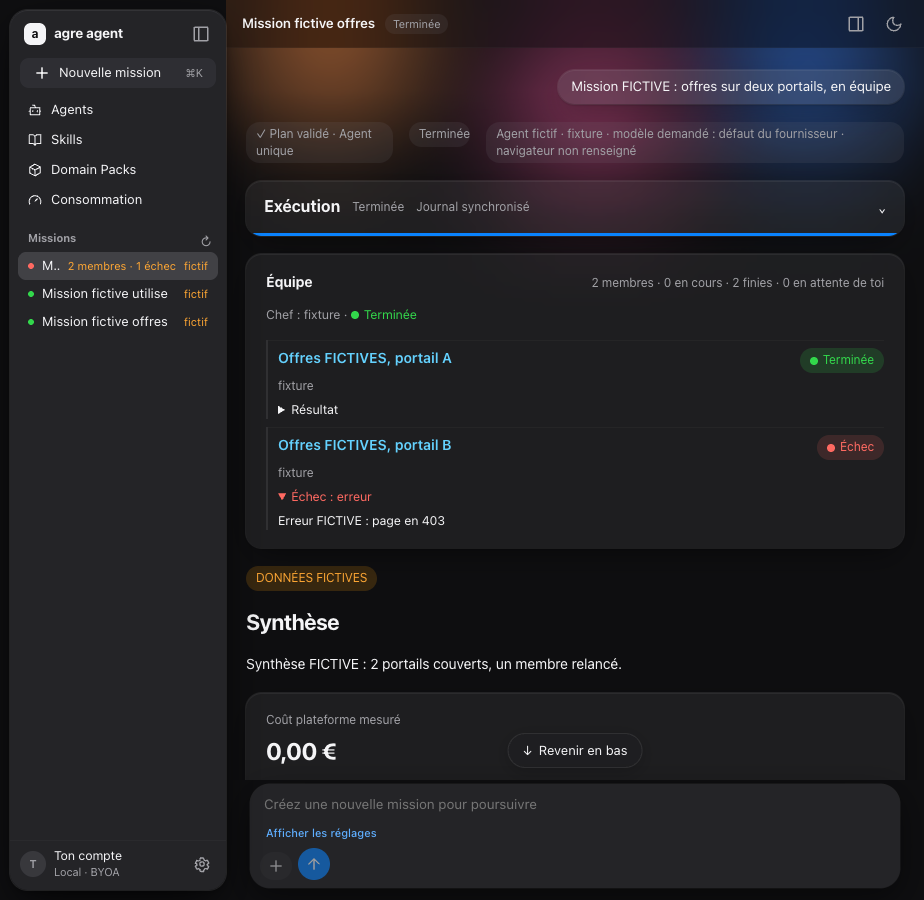 a agre agent
Nouvelle mission ⌘K
Agents
Skills
Domain Packs
Consommation
Missions
M.. 2 membres · 1 échec fictif
Mission fictive utilise fictif
Mission fictive offres fictif
T
Ton compte
Local · BYOA
Mission fictive offres Terminée
Mission FICTIVE : offres sur deux portails, en équipe
✓ Plan validé · Agent
unique
Terminée
Agent fictif · fixture · modèle demandé : défaut du fournisseur ·
navigateur non renseigné
Exécution Terminée Journal synchronisé
Équipe 2 membres · 0 en cours · 2 finies · 0 en attente de toi
Chef : fixture · ● Terminée
Offres FICTIVES, portail A ● Terminée
fixture
▶ Résultat
Offres FICTIVES, portail B ● Échec
fixture
▼ Échec : erreur
Erreur FICTIVE : page en 403
DONNÉES FICTIVES
Synthèse
Synthèse FICTIVE : 2 portails couverts, un membre relancé.
Coût plateforme mesuré
0,00 €
↓ Revenir en bas
Créez une nouvelle mission pour poursuivre
Afficher les réglages